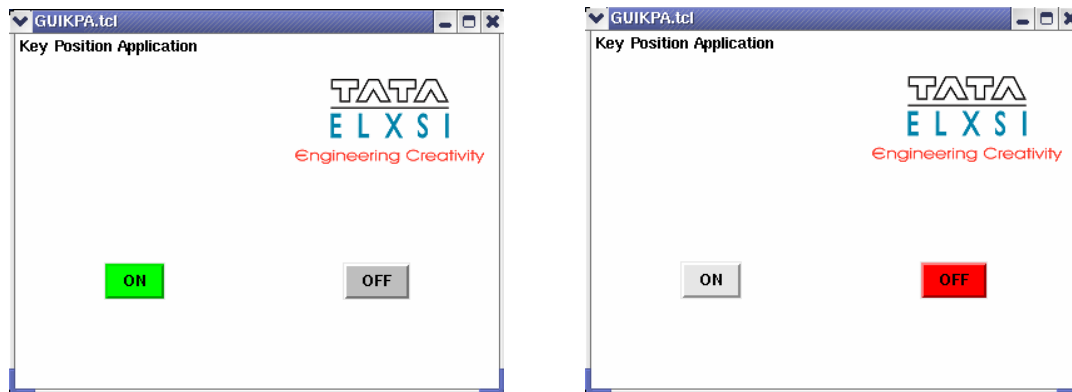 GUIKPA.tcl
Key Position Application
TATA
ELXSI
Engineering Creativity
ON
OFF
GUIKPA.tcl
Key Position Application
TATA
ELXSI
Engineering Creativity
ON
OFF